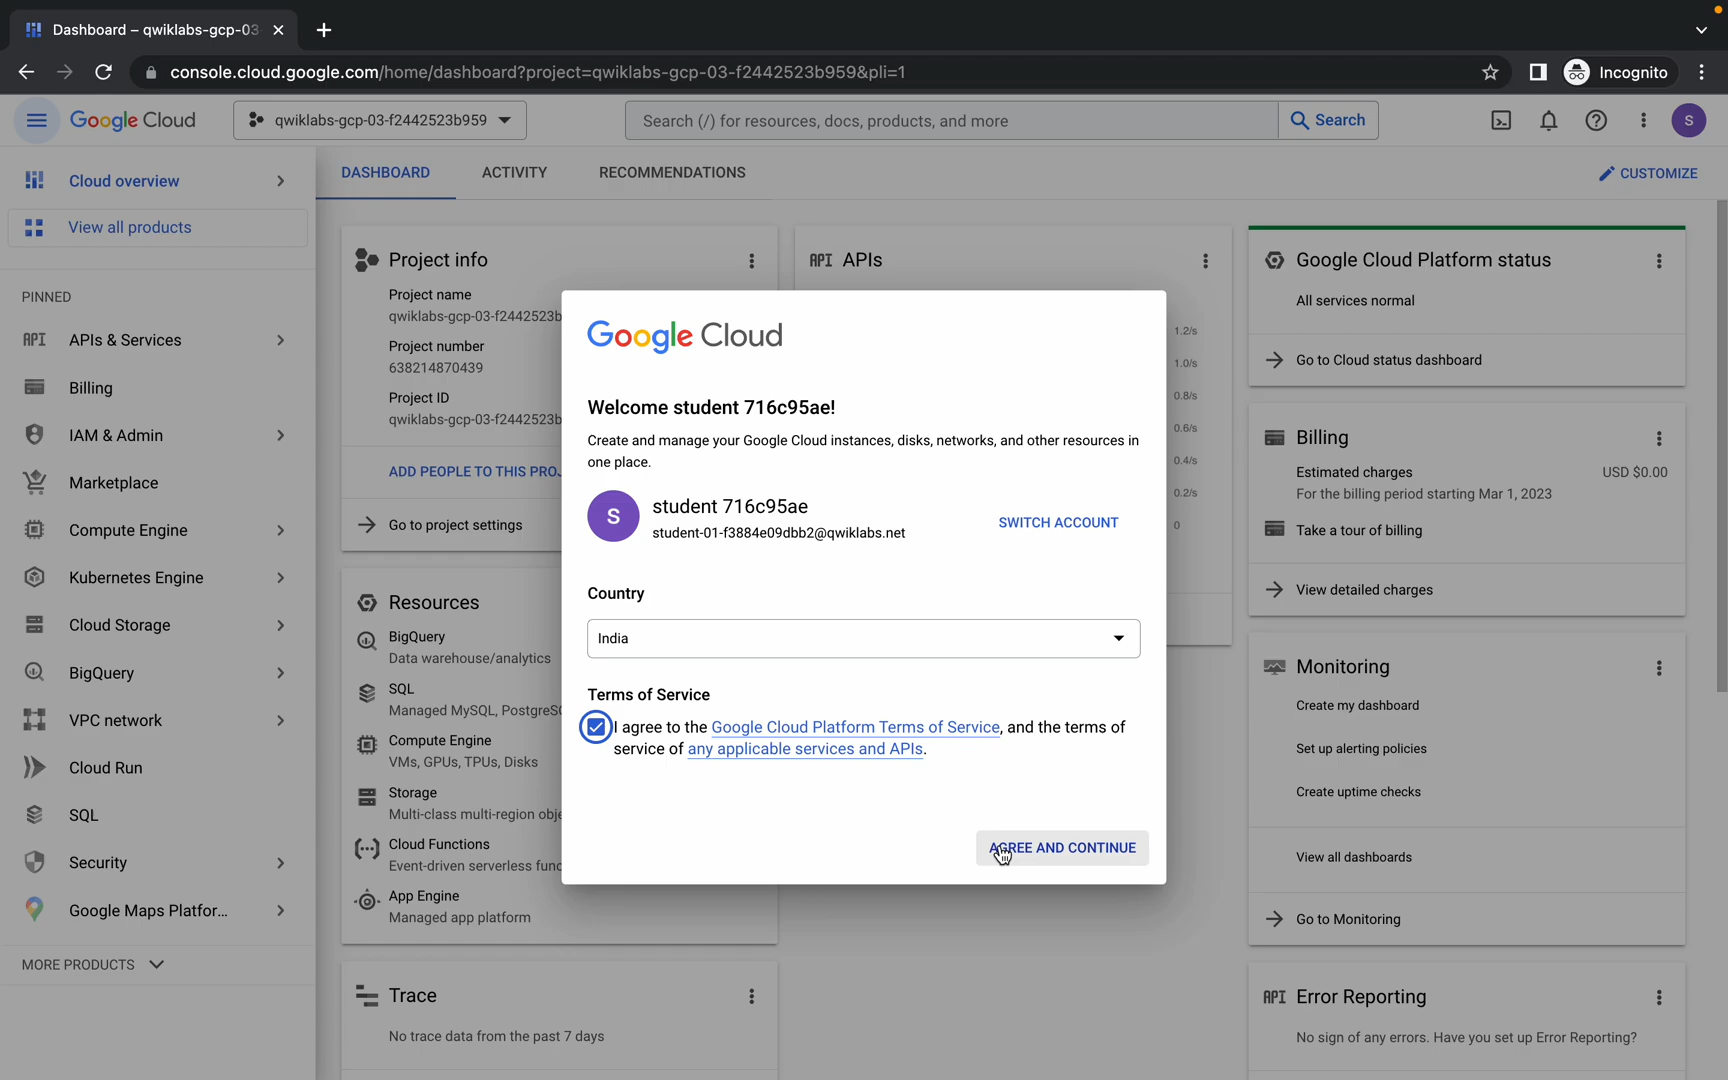 Dashboard – qwiklabs-gcp-03
console.cloud.google.com/home/dashboard?project=qwiklabs-gcp-03-f2442523b959&pli=1
Incognito
Google Cloud
qwiklabs-gcp-03-f2442523b959
Search (/) for resources, docs, products, and more
Search
S
Cloud overview
View all products
PINNED
API APIs & Services
Billing
IAM & Admin
Marketplace
Compute Engine
Kubernetes Engine
Cloud Storage
BigQuery
VPC network
Cloud Run
SQL
Security
Google Maps Platfor...
MORE PRODUCTS
DASHBOARD
ACTIVITY
RECOMMENDATIONS
CUSTOMIZE
Project info
Project name
qwiklabs-gcp-03-f2442523b
Project number
638214870439
Project ID
qwiklabs-gcp-03-f2442523b
ADD PEOPLE TO THIS PROJ
Go to project settings
Resources
BigQuery
Data warehouse/analytics
SQL
Managed MySQL, PostgreS
Compute Engine
VMs, GPUs, TPUs, Disks
Storage
Multi-class multi-region obje
Cloud Functions
Event-driven serverless func
App Engine
Managed app platform
Trace
No trace data from the past 7 days
API APIs
1.2/s
1.0/s
0.8/s
0.6/s
0.4/s
0.2/s
0
Google Cloud
Welcome student 716c95ae!
Create and manage your Google Cloud instances, disks, networks, and other resources in
one place.
S
student 716c95ae
student-01-f3884e09dbb2@qwiklabs.net
SWITCH ACCOUNT
Country
India
Terms of Service
I agree to the Google Cloud Platform Terms of Service, and the terms of
service of any applicable services and APIs.
AGREE AND CONTINUE
Google Cloud Platform status
All services normal
Go to Cloud status dashboard
Billing
Estimated charges
USD $0.00
For the billing period starting Mar 1, 2023
Take a tour of billing
View detailed charges
Monitoring
Create my dashboard
Set up alerting policies
Create uptime checks
View all dashboards
Go to Monitoring
API Error Reporting
No sign of any errors. Have you set up Error Reporting?